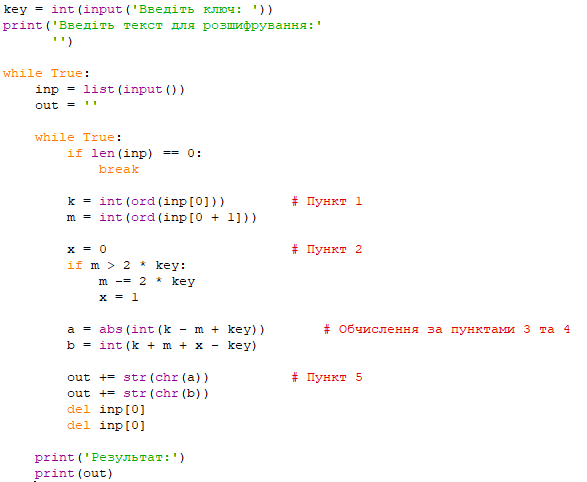 key = int(input('Введіть ключ: '))
print('Введіть текст для розшифрування:'
      '')
while True:
    inp = list(input())
    out = ''
    while True:
        if len(inp) == 0:
            break
        k = int(ord(inp[0]))        # Пункт 1
        m = int(ord(inp[0 + 1]))
        x = 0                       # Пункт 2
        if m > 2 * key:
            m -= 2 * key
            x = 1
        a = abs(int(k - m + key))       # Обчислення за пунктами 3 та 4
        b = int(k + m + x - key)
        out += str(chr(a))          # Пункт 5
        out += str(chr(b))
        del inp[0]
        del inp[0]
    print('Результат:')
    print(out)